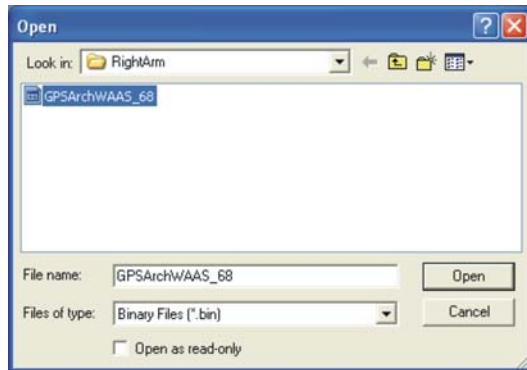 Open
Look in: RightArm
GPSArchWAAS_68
File name: GPSArchWAAS_68 Open
Files of type: Binary Files (*.bin) Cancel
Open as read-only